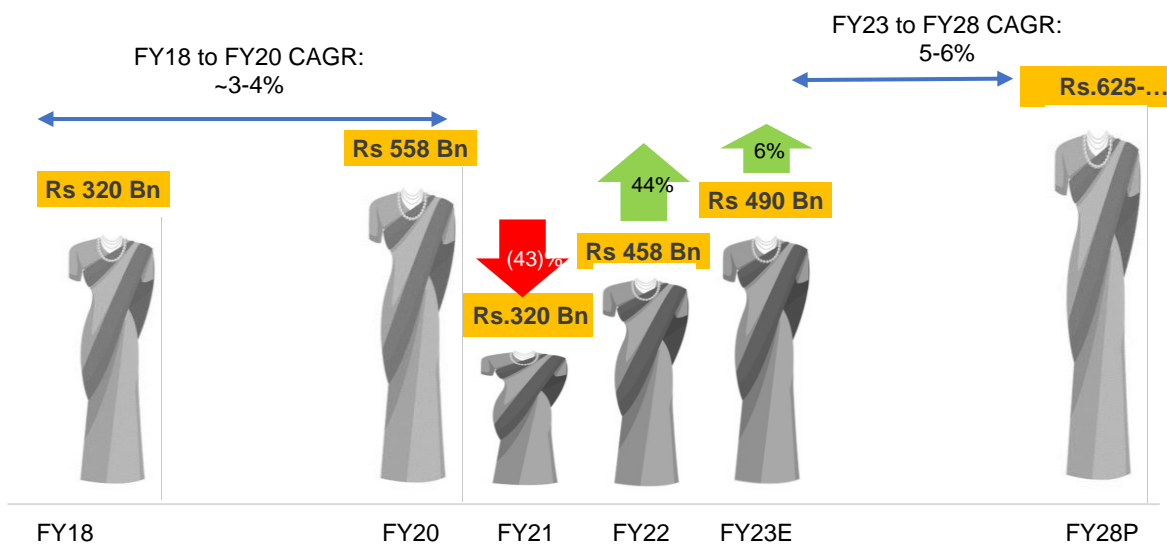 FY18 to FY20 CAGR:
~3-4%
FY23 to FY28 CAGR:
5-6%
Rs 320 Bn
Rs 558 Bn
(43)%
Rs.320 Bn
44%
Rs 458 Bn
6%
Rs 490 Bn
Rs.625-...
FY18
FY20
FY21
FY22
FY23E
FY28P